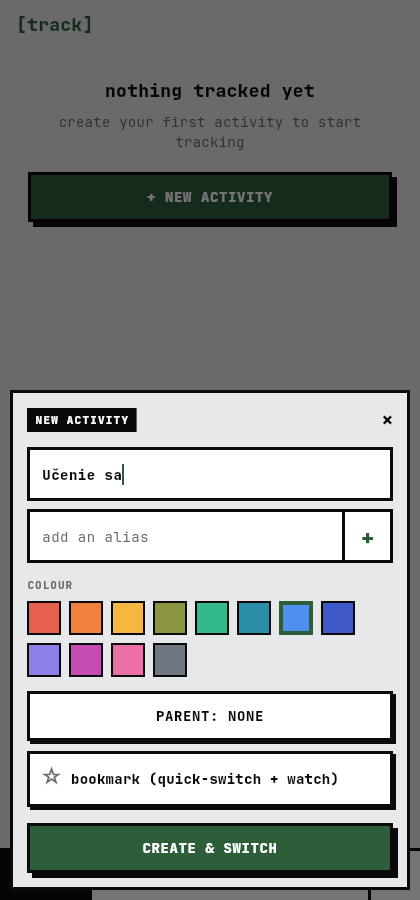 [track]
nothing tracked yet
create your first activity to start
tracking
+ NEW ACTIVITY
NEW ACTIVITY ×
Učenie sa
add an alias +
COLOUR
PARENT: NONE
☆ bookmark (quick-switch + watch)
CREATE & SWITCH